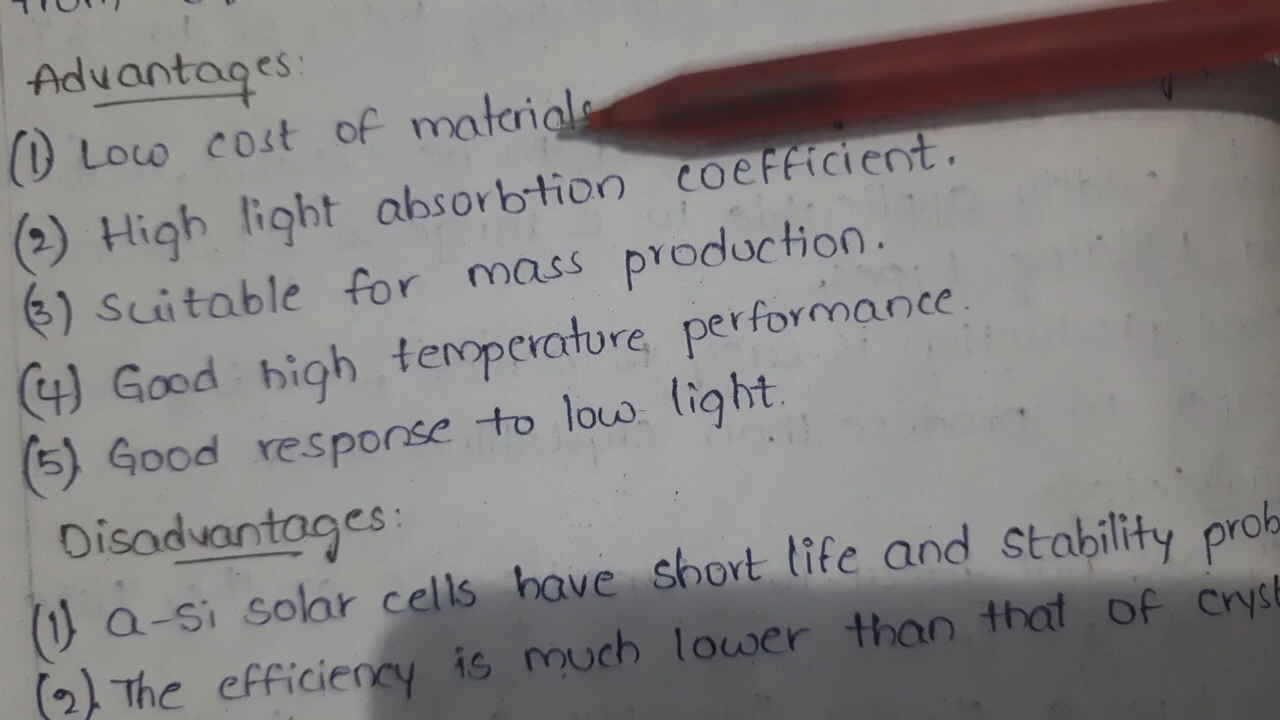 Advantages:
(1) Low cost of materials
(2) High light absorbtion coefficient.
(3) Suitable for mass production.
(4) Good high temperature performance.
(5) Good response to low light.
Disadvantages:
(1) a-si solar cells have short life and stability prob
(2) The efficiency is much lower than that of cryst